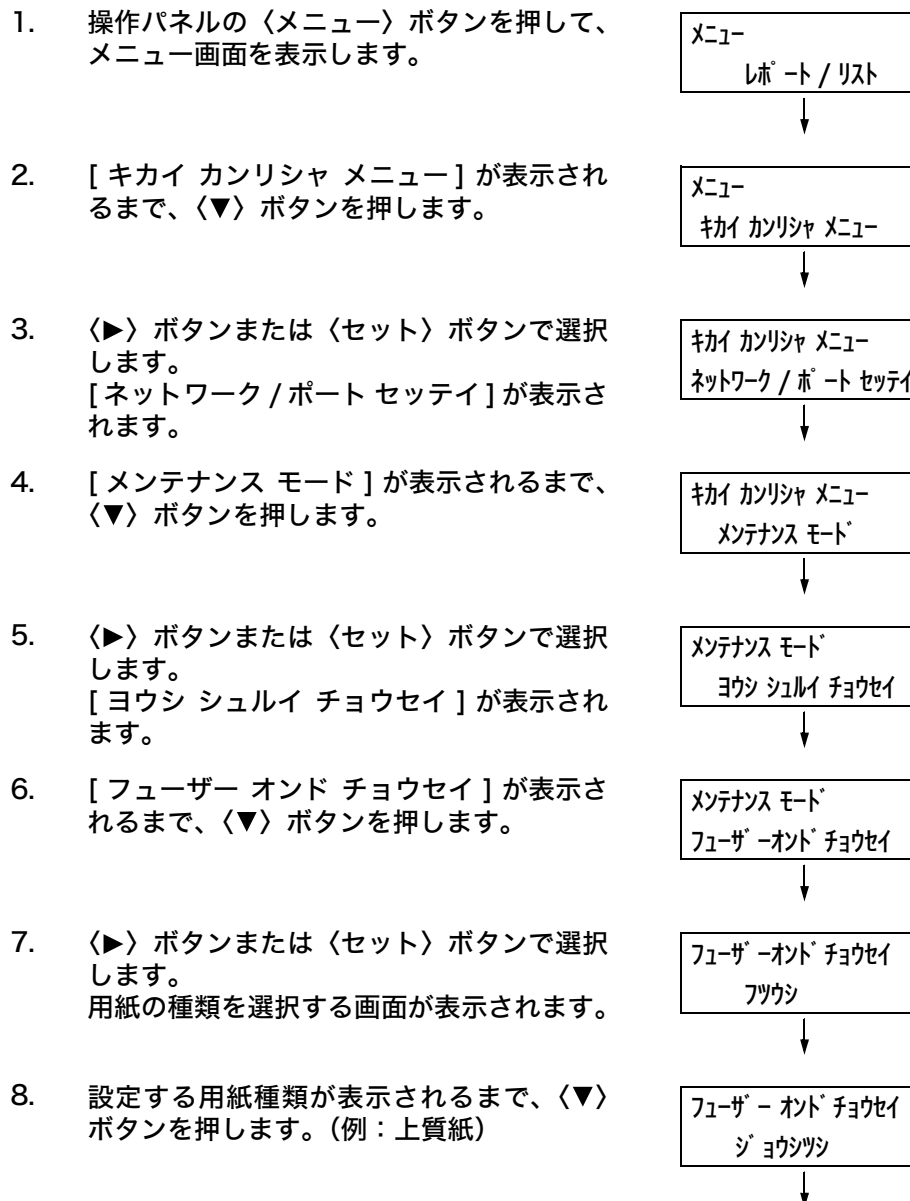 1. 操作パネルの〈メニュー〉ボタンを押して、
メニュー画面を表示します。
ﾒﾆｭｰ
ﾚﾎﾟｰﾄ / ﾘｽﾄ
2. [ キカイ カンリシャ メニュー ] が表示され
るまで、〈▼〉ボタンを押します。
ﾒﾆｭｰ
ｷｶｲ ｶﾝﾘｼｬ ﾒﾆｭｰ
3. 〈▶〉ボタンまたは〈セット〉ボタンで選択
します。
[ ネットワーク / ポート セッテイ ] が表示さ
れます。
ｷｶｲ ｶﾝﾘｼｬ ﾒﾆｭｰ
ﾈｯﾄﾜｰｸ / ﾎﾟｰﾄ ｾｯﾃｲ
4. [ メンテナンス モード ] が表示されるまで、
〈▼〉ボタンを押します。
ｷｶｲ ｶﾝﾘｼｬ ﾒﾆｭｰ
ﾒﾝﾃﾅﾝｽ ﾓｰﾄﾞ
5. 〈▶〉ボタンまたは〈セット〉ボタンで選択
します。
[ ヨウシ シュルイ チョウセイ ] が表示され
ます。
ﾒﾝﾃﾅﾝｽ ﾓｰﾄﾞ
ﾖｳｼ ｼｭﾙｲ ﾁｮｳｾｲ
6. [ フューザー オンド チョウセイ ] が表示さ
れるまで、〈▼〉ボタンを押します。
ﾒﾝﾃﾅﾝｽ ﾓｰﾄﾞ
ﾌｭｰｻﾞｰｵﾝﾄﾞ ﾁｮｳｾｲ
7. 〈▶〉ボタンまたは〈セット〉ボタンで選択
します。
用紙の種類を選択する画面が表示されます。
ﾌｭｰｻﾞｰｵﾝﾄﾞ ﾁｮｳｾｲ
ﾌﾂｳｼ
8. 設定する用紙種類が表示されるまで、〈▼〉
ボタンを押します。（例：上質紙）
ﾌｭｰｻﾞｰ ｵﾝﾄﾞ ﾁｮｳｾｲ
ｼﾞｮｳｼﾂｼ